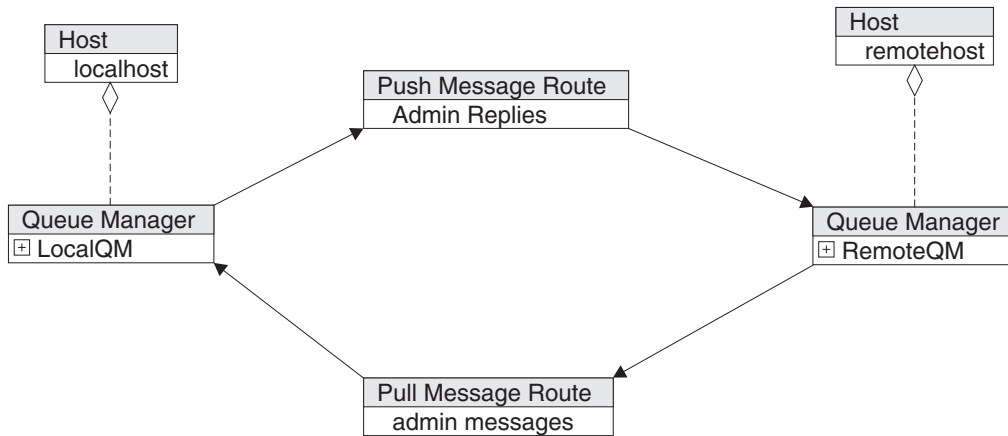 Host
localhost
Host
remotehost
Push Message Route
Admin Replies
Queue Manager
LocalQM
Queue Manager
RemoteQM
Pull Message Route
admin messages